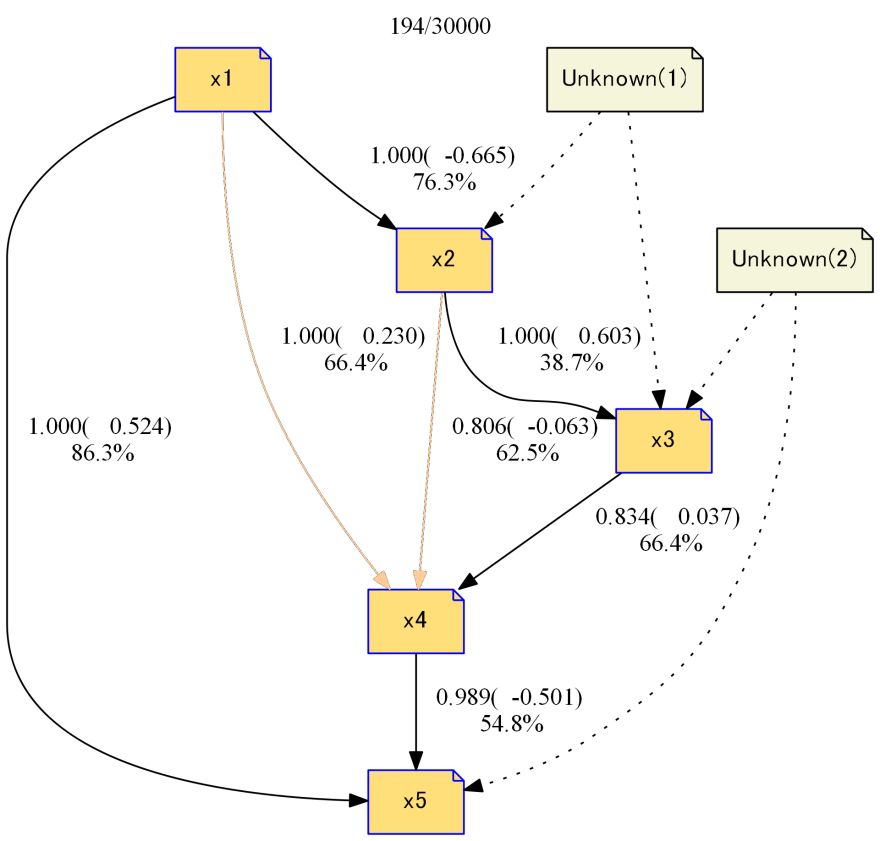 194/30000
x1
Unknown(1)
1.000( -0.665)
76.3%
x2
Unknown(2)
1.000( 0.230)
66.4%
1.000( 0.603)
38.7%
1.000( 0.524)
86.3%
0.806( -0.063)
62.5%
x3
0.834( 0.037)
66.4%
x4
0.989( -0.501)
54.8%
x5